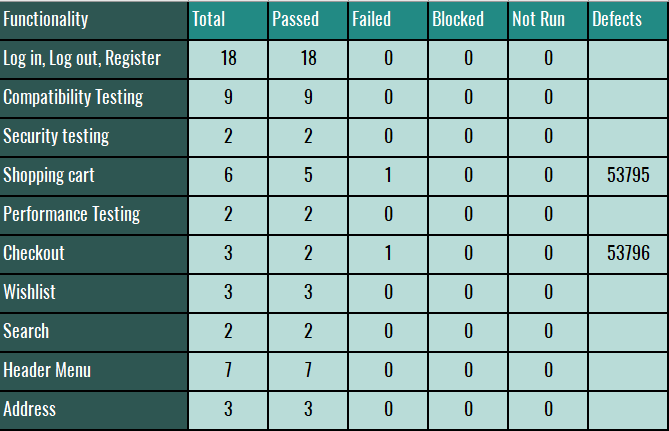 Functionality Total Passed Failed Blocked Not Run Defects
Log in, Log out, Register 18 18 0 0 0
Compatibility Testing 9 9 0 0 0
Security testing 2 2 0 0 0
Shopping cart 6 5 1 0 0 53795
Performance Testing 2 2 0 0 0
Checkout 3 2 1 0 0 53796
Wishlist 3 3 0 0 0
Search 2 2 0 0 0
Header Menu 7 7 0 0 0
Address 3 3 0 0 0